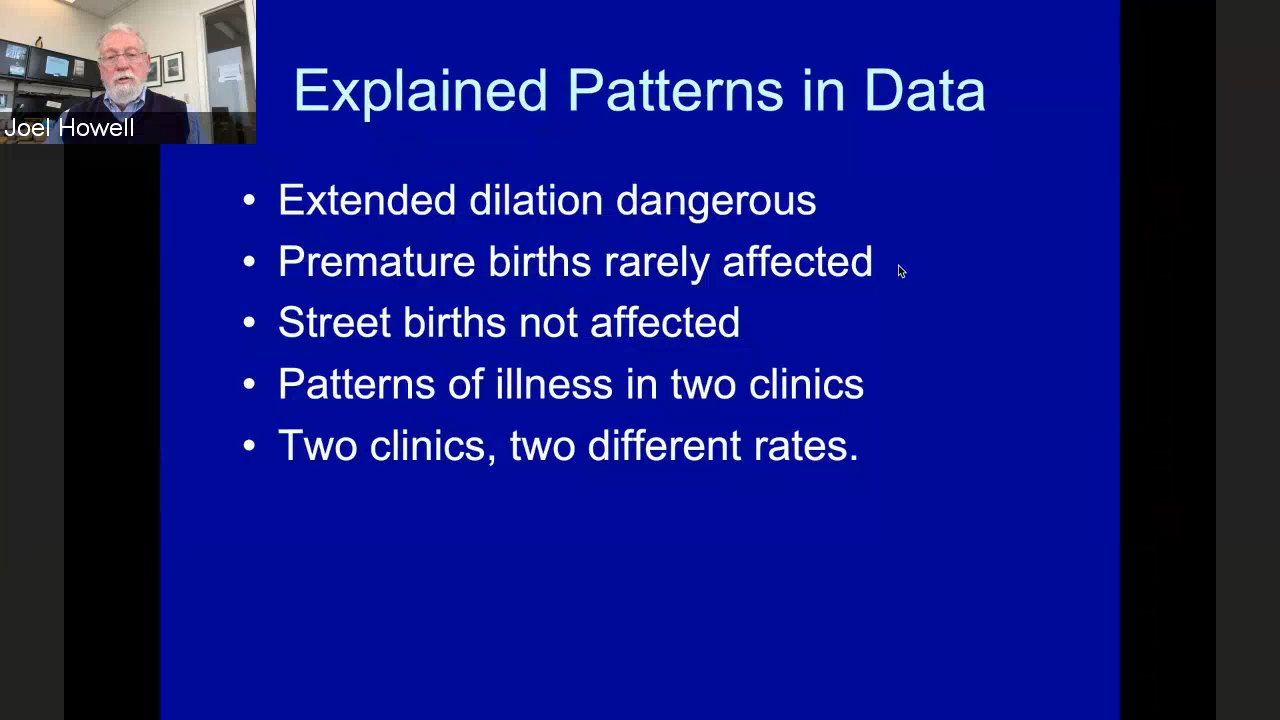 Explained Patterns in Data
Joel Howell
• Extended dilation dangerous
• Premature births rarely affected
• Street births not affected
• Patterns of illness in two clinics
• Two clinics, two different rates.